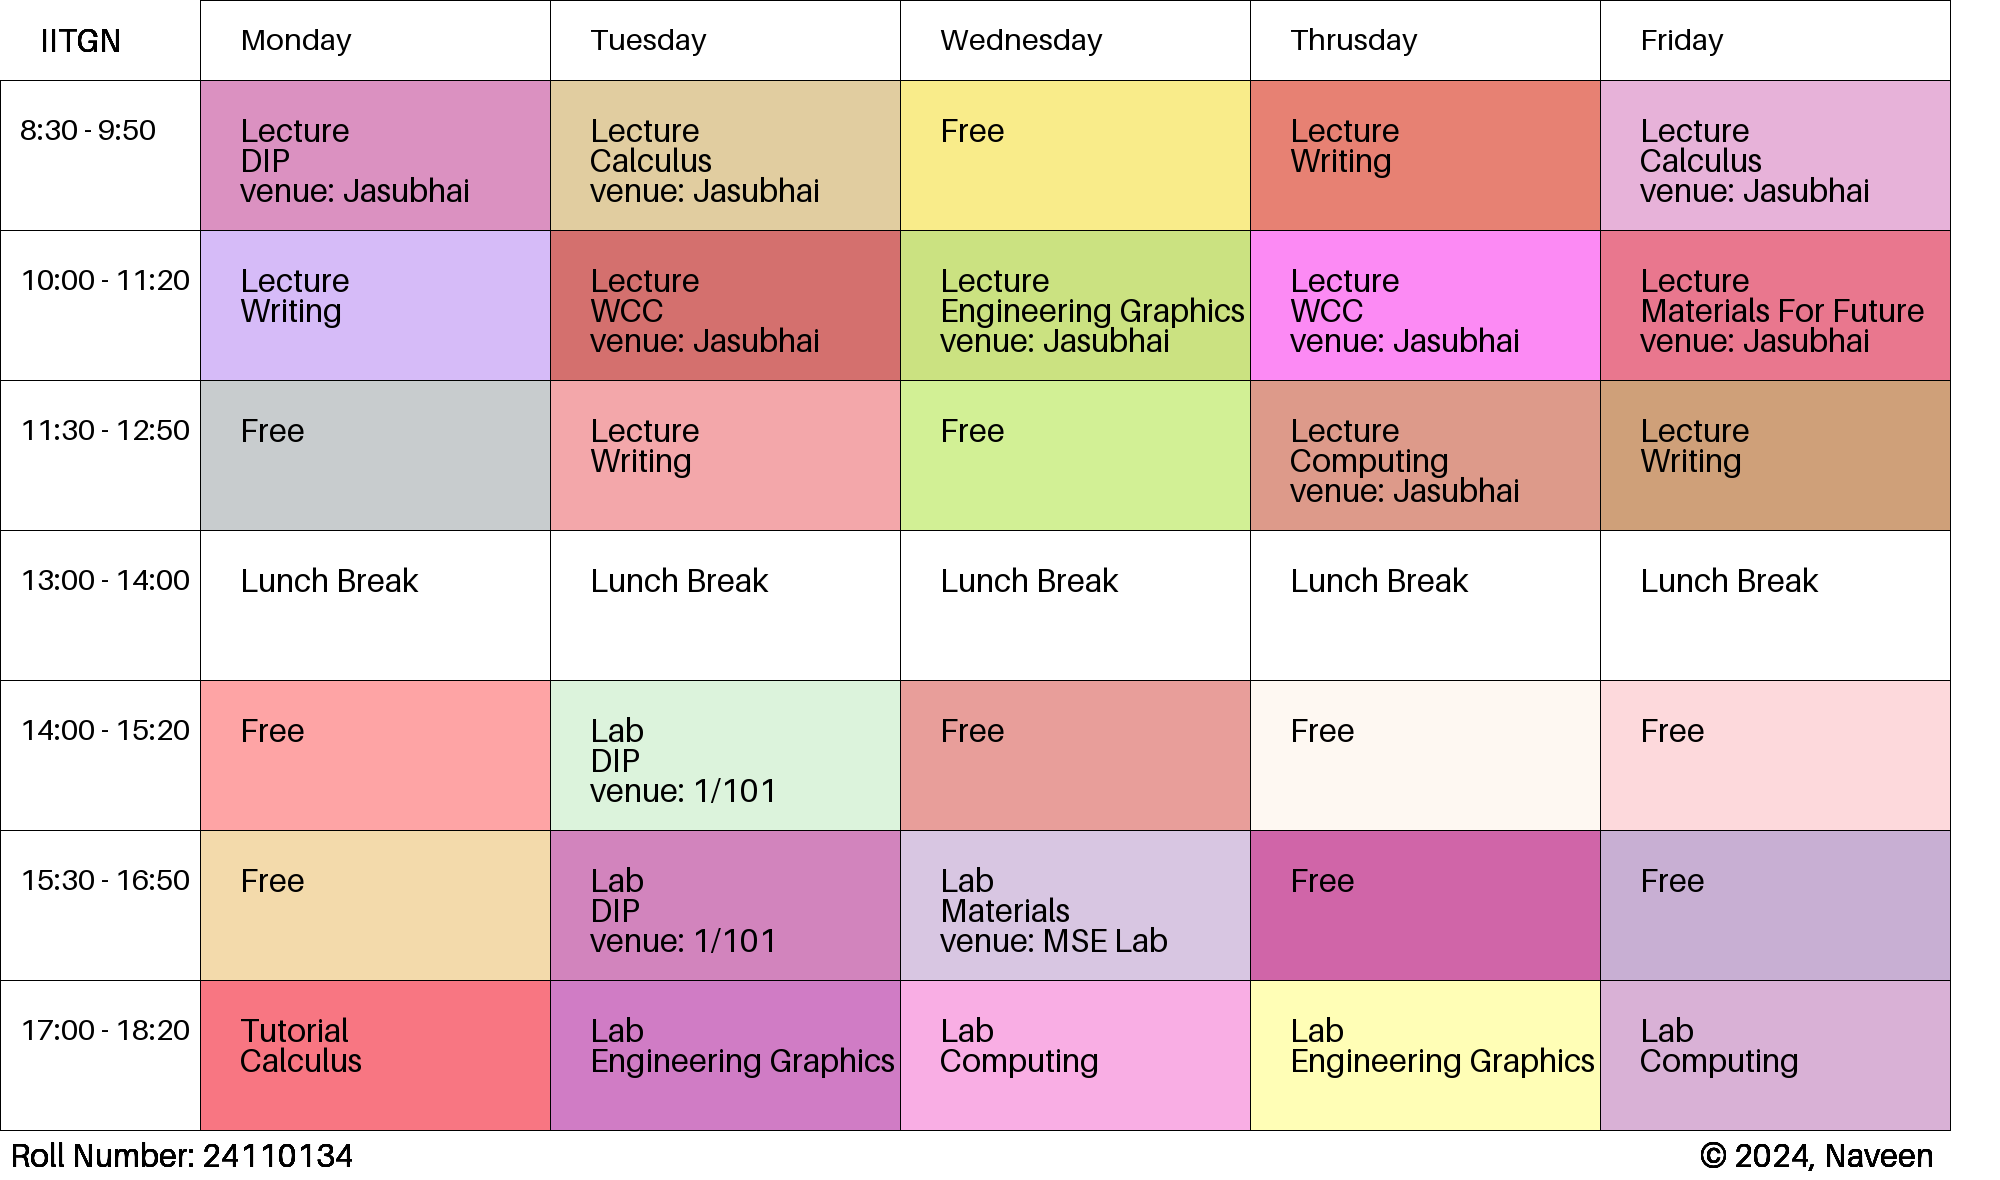 IITGN Monday Tuesday Wednesday Thrusday Friday
8:30 - 9:50
Lecture
DIP
venue: Jasubhai
Lecture
Calculus
venue: Jasubhai
Free
Lecture
Writing
Lecture
Calculus
venue: Jasubhai
10:00 - 11:20
Lecture
Writing
Lecture
WCC
venue: Jasubhai
Lecture
Engineering Graphics
venue: Jasubhai
Lecture
WCC
venue: Jasubhai
Lecture
Materials For Future
venue: Jasubhai
11:30 - 12:50
Free
Lecture
Writing
Free
Lecture
Computing
venue: Jasubhai
Lecture
Writing
13:00 - 14:00
Lunch Break
Lunch Break
Lunch Break
Lunch Break
Lunch Break
14:00 - 15:20
Free
Lab
DIP
venue: 1/101
Free
Free
Free
15:30 - 16:50
Free
Lab
DIP
venue: 1/101
Lab
Materials
venue: MSE Lab
Free
Free
17:00 - 18:20
Tutorial
Calculus
Lab
Engineering Graphics
Lab
Computing
Lab
Engineering Graphics
Lab
Computing
Roll Number: 24110134
© 2024, Naveen